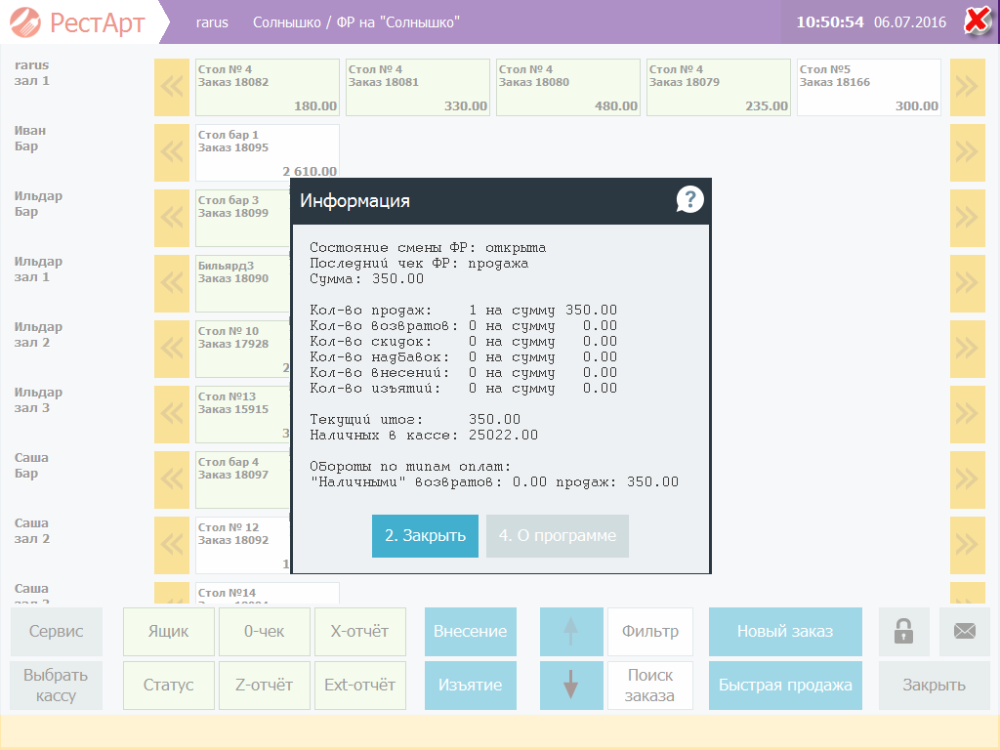 РестАрт
rarus Солнышко / ФР на "Солнышко"
10:50:54 06.07.2016
rarus
зал 1
Стол № 4
Заказ 18082
180.00
Стол № 4
Заказ 18081
330.00
Стол № 4
Заказ 18080
480.00
Стол № 4
Заказ 18079
235.00
Стол №5
Заказ 18166
300.00
Иван
Бар
Стол бар 1
Заказ 18095
2 610.00
Ильдар
Бар
Стол бар 3
Заказ 18099
Ильдар
зал 1
Бильярд3
Заказ 18090
Ильдар
зал 2
Стол № 10
Заказ 17928
2
Ильдар
зал 3
Стол №13
Заказ 15915
3
Саша
Бар
Стол бар 4
Заказ 18097
Саша
зал 2
Стол № 12
Заказ 18092
1
Саша
Стол №14
Информация
?
Состояние смены ФР: открыта
Последний чек ФР: продажа
Сумма: 350.00
Кол-во продаж: 1 на сумму 350.00
Кол-во возвратов: 0 на сумму 0.00
Кол-во скидок: 0 на сумму 0.00
Кол-во надбавок: 0 на сумму 0.00
Кол-во внесений: 0 на сумму 0.00
Кол-во изъятий: 0 на сумму 0.00
Текущий итог: 350.00
Наличных в кассе: 25022.00
Обороты по типам оплат:
"Наличными" возвратов: 0.00 продаж: 350.00
2. Закрыть
4. О программе
Сервис
Ящик
0-чек
X-отчёт
Внесение
Фильтр
Новый заказ
Выбрать
кассу
Статус
Z-отчёт
Ext-отчёт
Изъятие
Поиск
заказа
Быстрая продажа
Закрыть